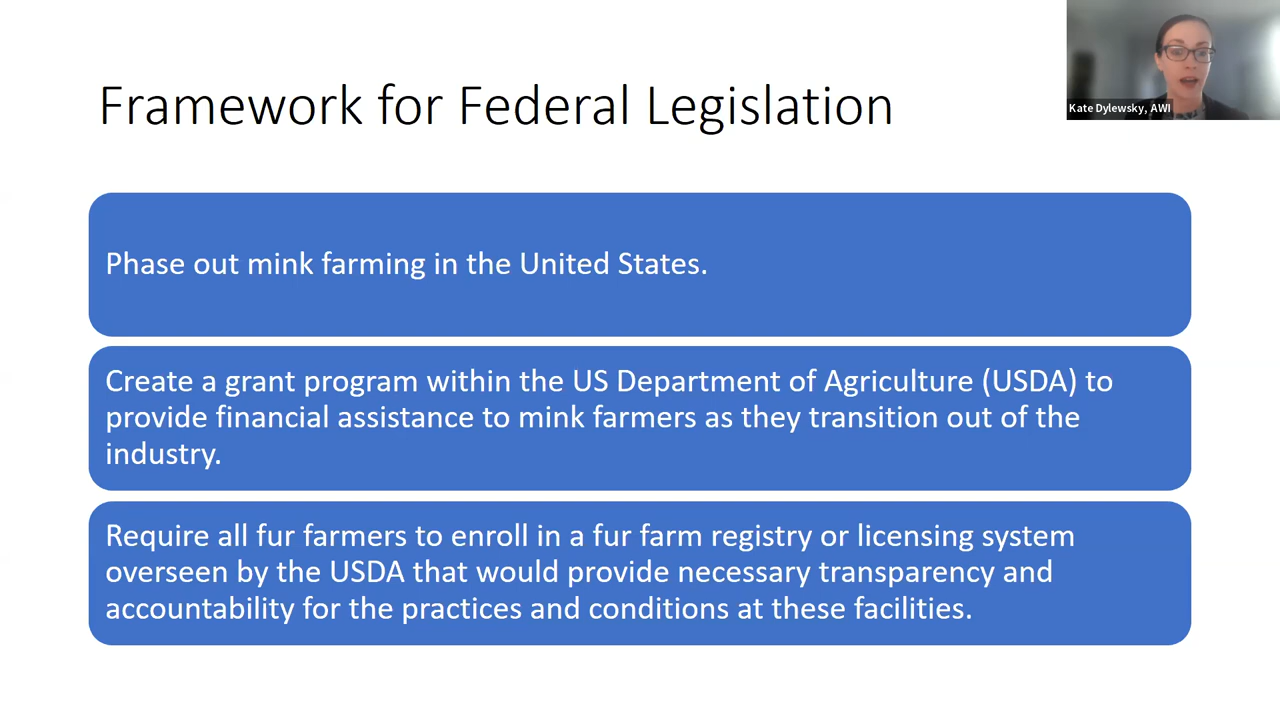 Framework for Federal Legislation
Kate Dylewsky, AWI
Phase out mink farming in the United States.
Create a grant program within the US Department of Agriculture (USDA) to
provide financial assistance to mink farmers as they transition out of the
industry.
Require all fur farmers to enroll in a fur farm registry or licensing system
overseen by the USDA that would provide necessary transparency and
accountability for the practices and conditions at these facilities.